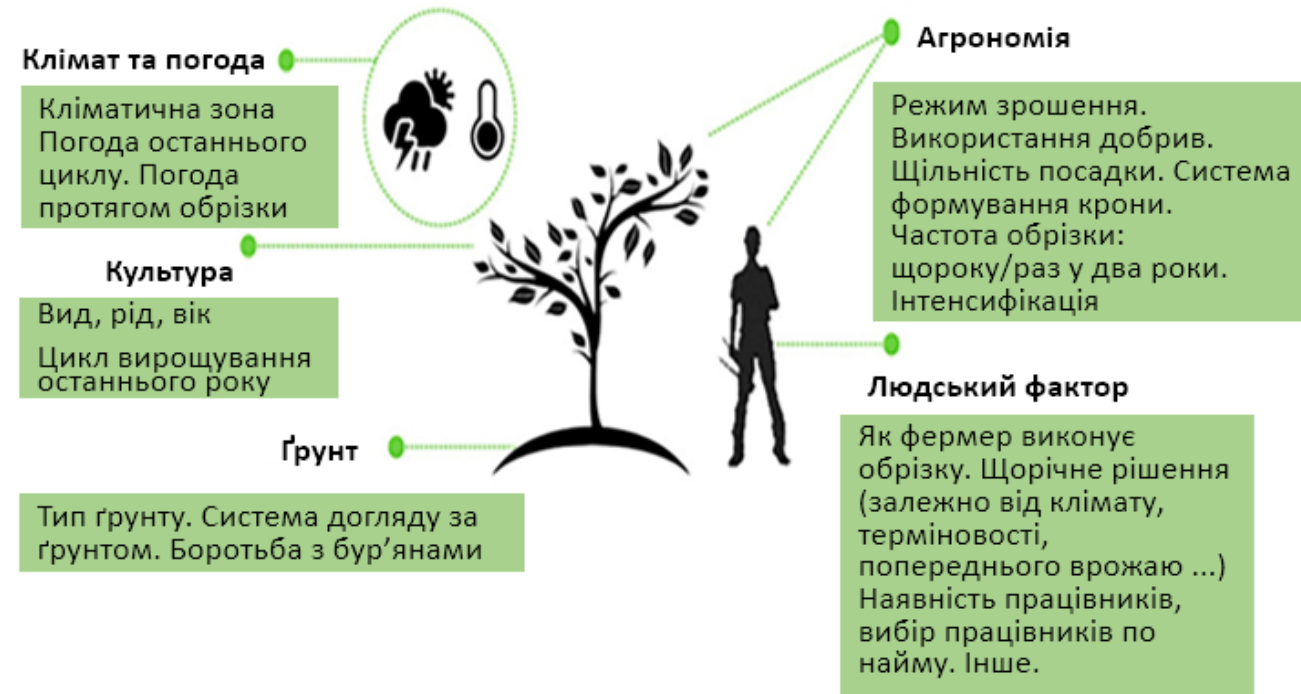 Клімат та погода
Кліматична зона
Погода останнього
циклу. Погода
протягом обрізки
Культура
Вид, рід, вік
Цикл вирощування
останнього року
Ґрунт
Тип ґрунту. Система догляду за
ґрунтом. Боротьба з бур’янами
Агрономія
Режим зрошення.
Використання добрив.
Щільність посадки. Система
формування крони.
Частота обрізки:
щороку/раз у два роки.
Інтенсифікація
Людський фактор
Як фермер виконує
обрізку. Щорічне рішення
(залежно від клімату,
терміновості,
попереднього врожаю ...)
Наявність працівників,
вибір працівників по
найму. Інше.